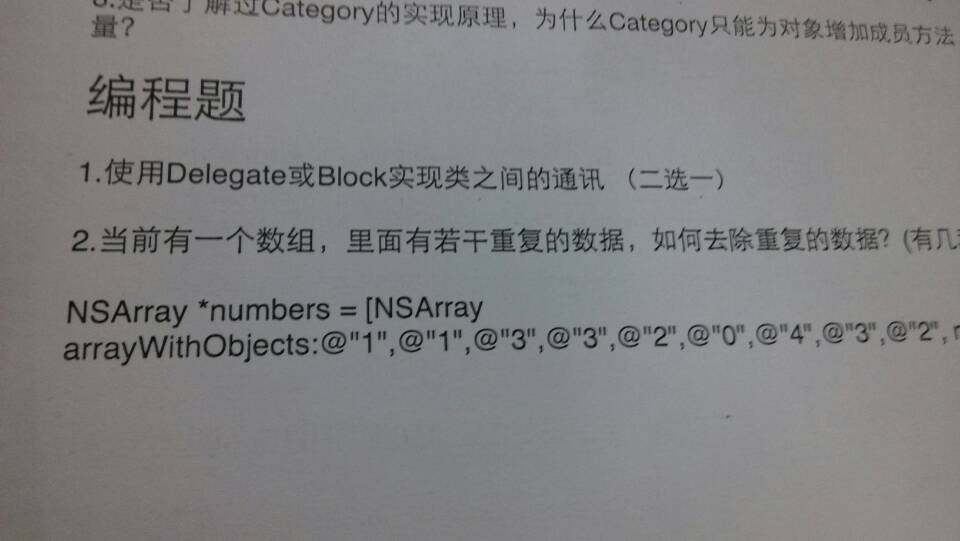 是否了解过Category的实现原理，为什么Category只能为对象增加成员方法
量？
编程题
1.使用Delegate或Block实现类之间的通讯 （二选一）
2.当前有一个数组，里面有若干重复的数据，如何去除重复的数据？(有几
NSArray *numbers = [NSArray
arrayWithObjects:@"1",@"1",@"3",@"3",@"2",@"0",@"4",@"3",@"2",